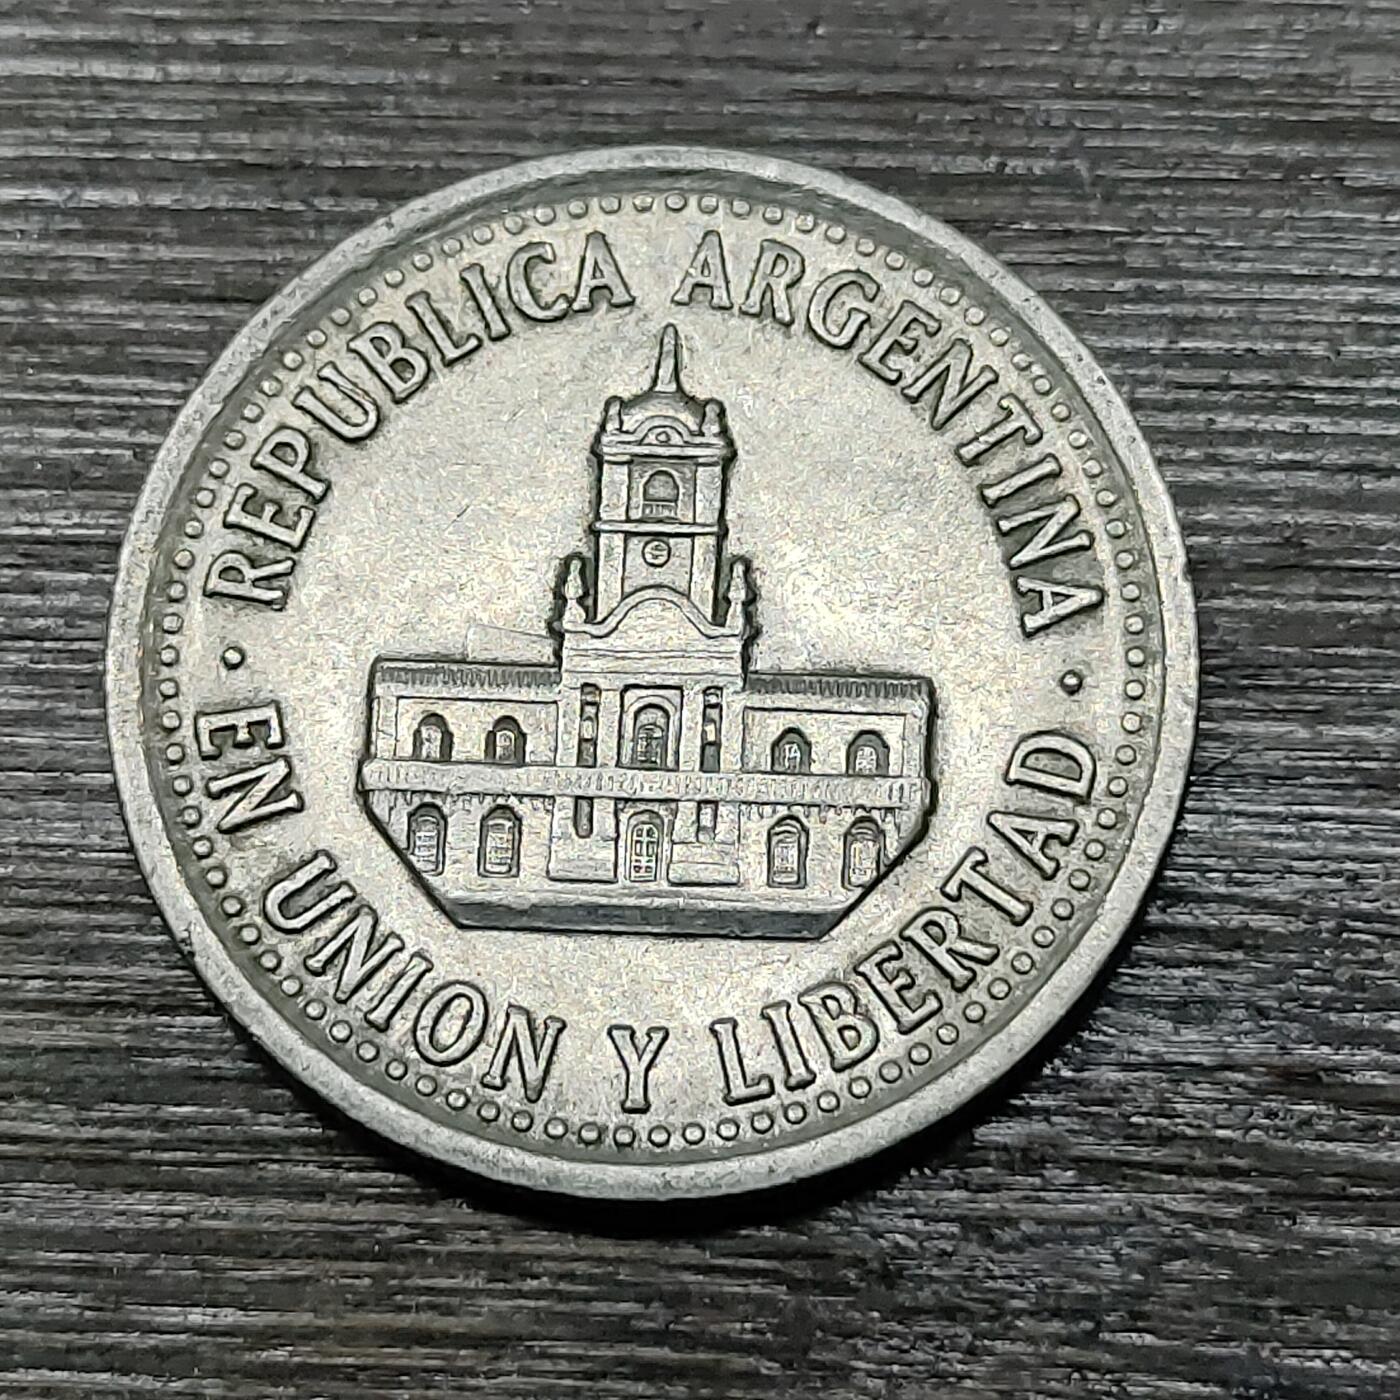 REPUBLICA ARGENTINA
· EN UNION Y LIBERTAD ·